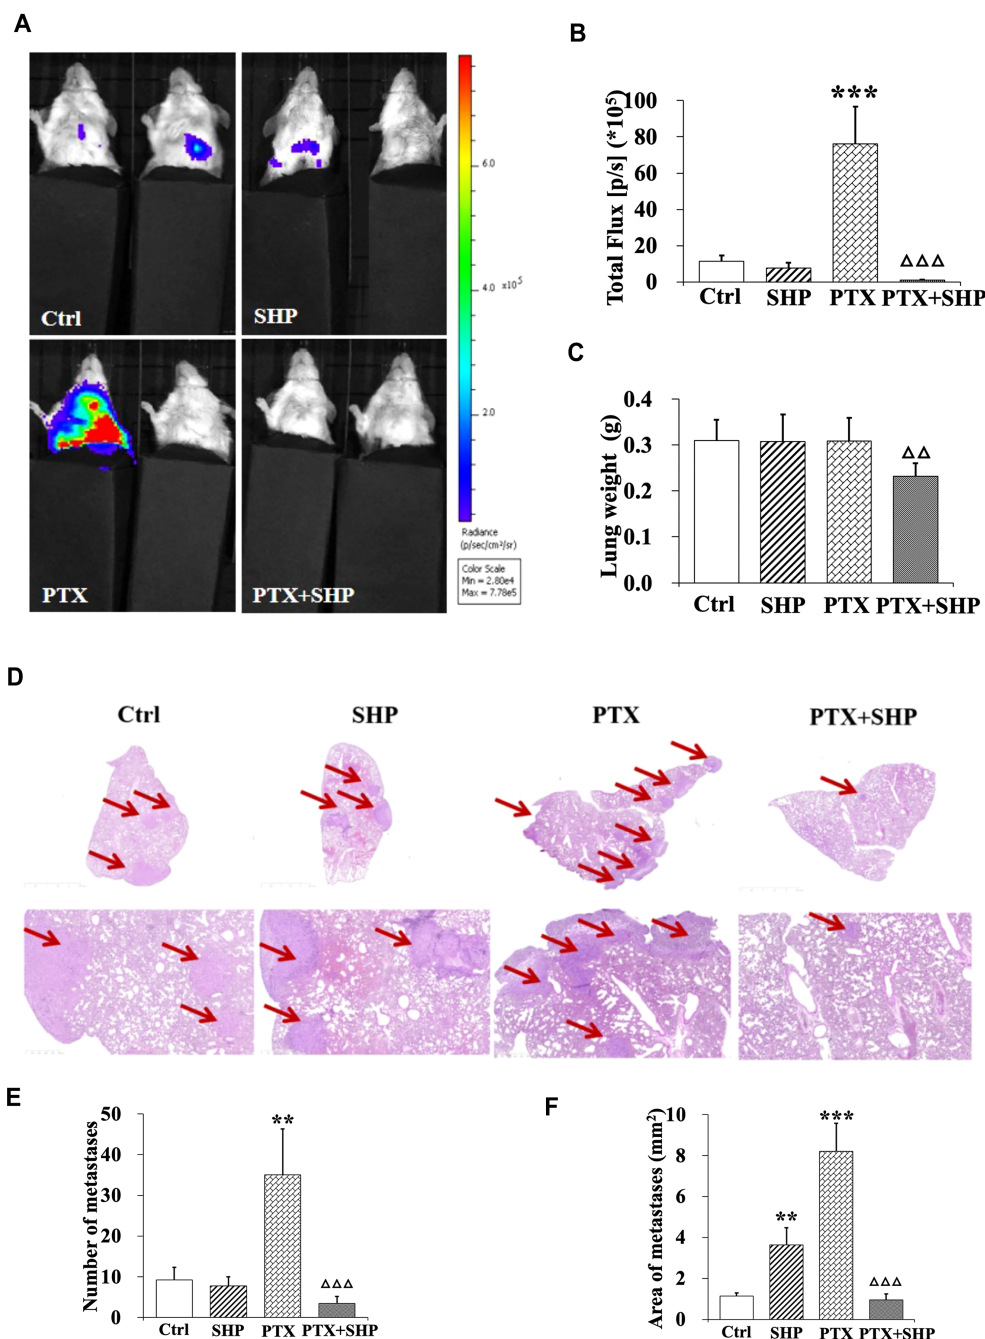 A
Ctrl
SHP
PTX
PTX+SHP
6.0
4.0
x10⁵
2.0
Radiance
(p/sec/cm²/sr)
Color Scale
Min = 2.80e4
Max = 7.78e5
B
Total Flux [p/s] (*10⁵)
100
80
60
40
20
0
***
ΔΔΔ
Ctrl SHP PTX PTX+SHP
C
Lung weight (g)
0.4
0.3
0.2
0.1
0.0
ΔΔ
Ctrl SHP PTX PTX+SHP
D
Ctrl SHP PTX PTX+SHP
E
Number of metastases
50
40
30
20
10
0
**
ΔΔΔ
Ctrl SHP PTX PTX+SHP
F
Area of metastases (mm²)
10
8
6
4
2
0
**
***
ΔΔΔ
Ctrl SHP PTX PTX+SHP